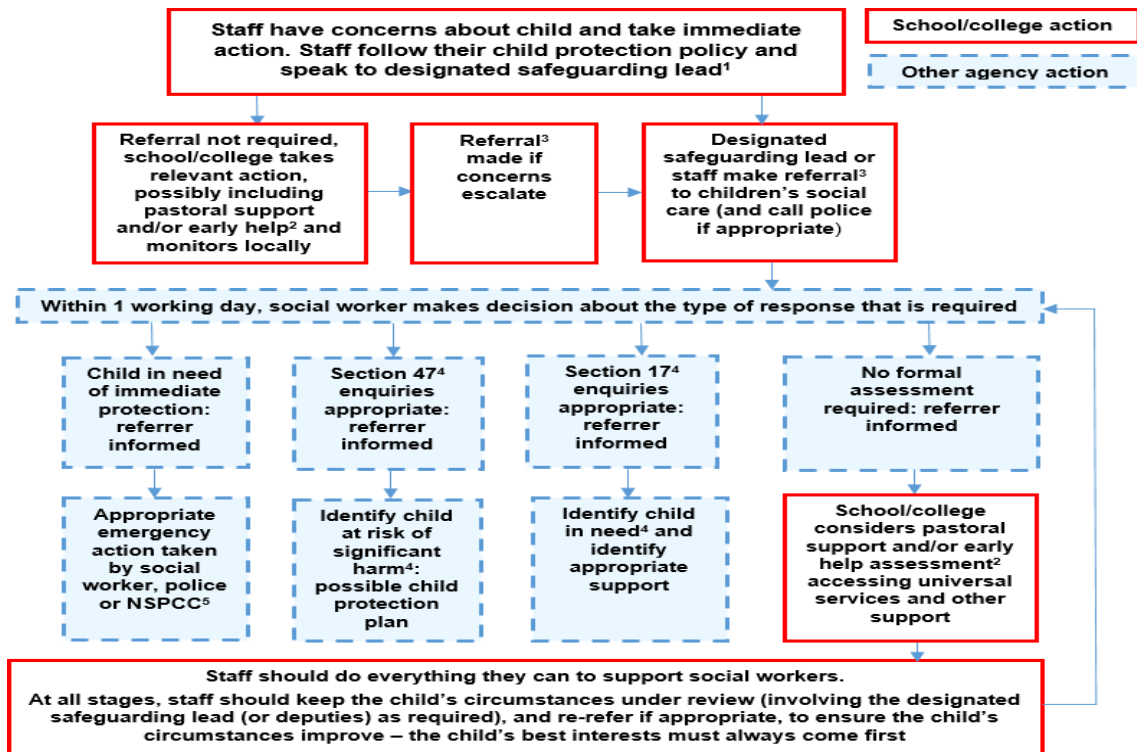 Staff have concerns about child and take immediate
action. Staff follow their child protection policy and
speak to designated safeguarding lead¹
School/college action
Other agency action
Referral not required,
school/college takes
relevant action,
possibly including
pastoral support
and/or early help² and
monitors locally
Referral³
made if
concerns
escalate
Designated
safeguarding lead or
staff make referral³
to children’s social
care (and call police
if appropriate)
Within 1 working day, social worker makes decision about the type of response that is required
Child in need
of immediate
protection:
referrer
informed
Section 47⁴
enquiries
appropriate:
referrer
informed
Section 17⁴
enquiries
appropriate:
referrer
informed
No formal
assessment
required: referrer
informed
Appropriate
emergency
action taken
by social
worker, police
or NSPCC⁵
Identify child
at risk of
significant
harm⁴:
possible child
protection
plan
Identify child
in need⁴ and
identify
appropriate
support
School/college
considers pastoral
support and/or early
help assessment²
accessing universal
services and other
support
Staff should do everything they can to support social workers.
At all stages, staff should keep the child’s circumstances under review (involving the designated
safeguarding lead (or deputies) as required), and re-refer if appropriate, to ensure the child’s
circumstances improve – the child’s best interests must always come first